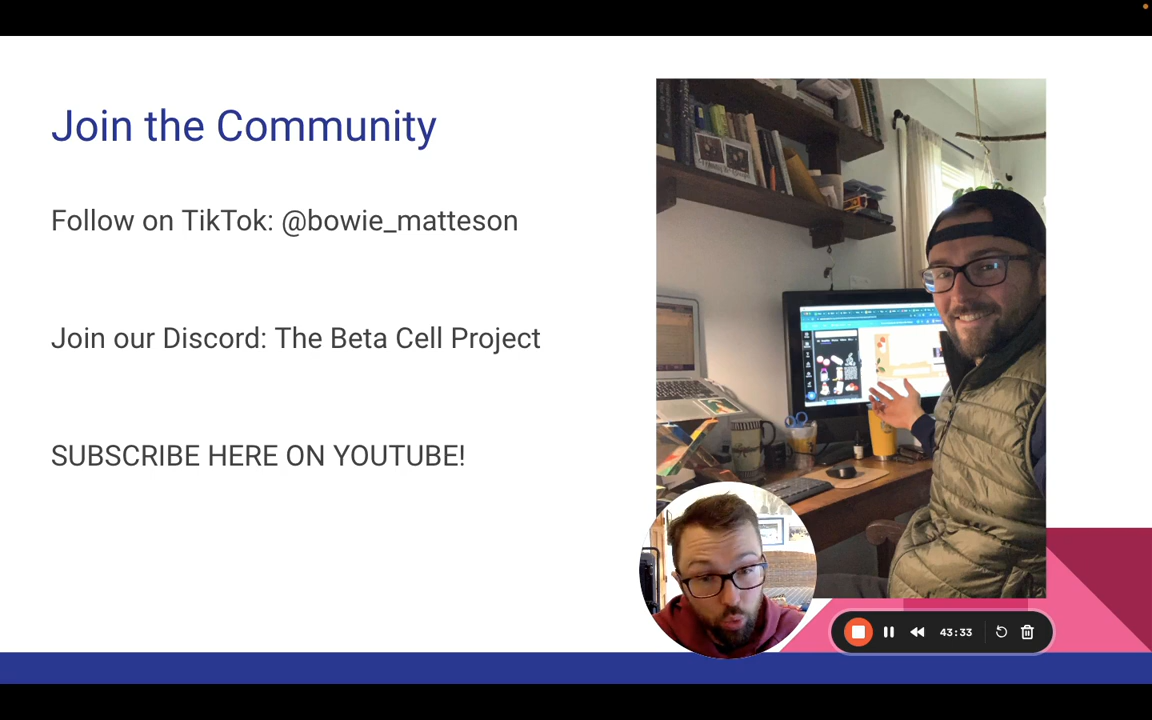 Join the Community
Follow on TikTok: @bowie_matteson
Join our Discord: The Beta Cell Project
SUBSCRIBE HERE ON YOUTUBE!
43:33